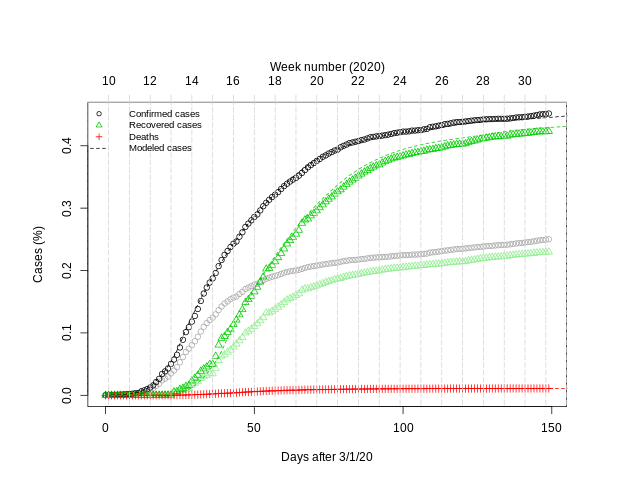 Week number (2020)
10 12 14 16 18 20 22 24 26 28 30
Confirmed cases
Recovered cases
Deaths
Modeled cases
Cases (%)
0.4
0.3
0.2
0.1
0.0
0 50 100 150
Days after 3/1/20